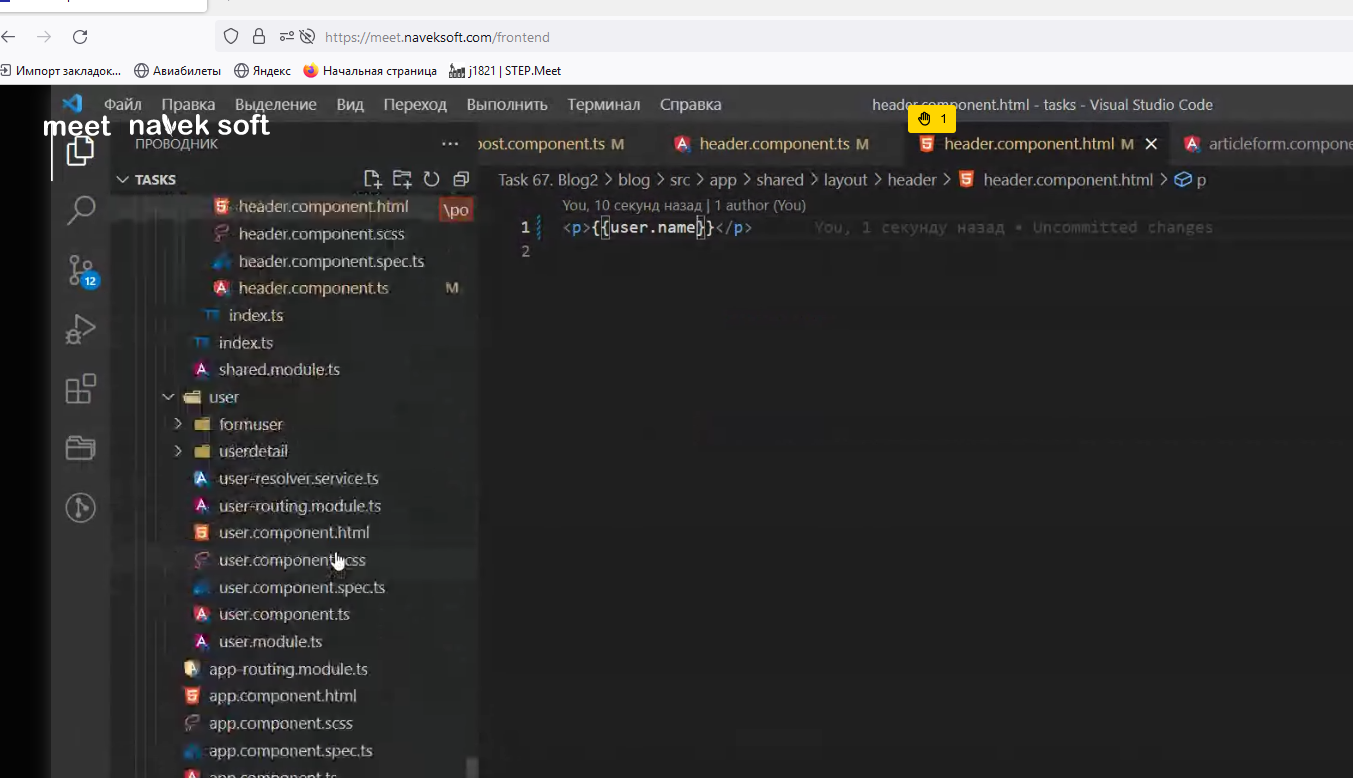 https://meet.naveksoft.com/frontend
Импорт закладок... Авиабилеты Яндекс Начальная страница j1821 | STEP.Meet
Файл Правка Выделение Вид Переход Выполнить Терминал Справка header.component.html - tasks - Visual Studio Code
meet navek soft
1
ПРОВОДНИК ...
post.component.ts M header.component.ts M header.component.html M articleform.compone
TASKS
Task 67. Blog2 > blog > src > app > shared > layout > header > header.component.html > p
header.component.html \po
You, 10 секунд назад | 1 author (You)
1 <p>{{user.name}}</p> You, 1 секунду назад • Uncommitted changes
2
header.component.scss
header.component.spec.ts
12
header.component.ts M
index.ts
index.ts
shared.module.ts
user
formuser
userdetail
user-resolver.service.ts
user-routing.module.ts
user.component.html
user.component.scss
user.component.spec.ts
user.component.ts
user.module.ts
app-routing.module.ts
app.component.html
app.component.scss
app.component.spec.ts
app.component.ts